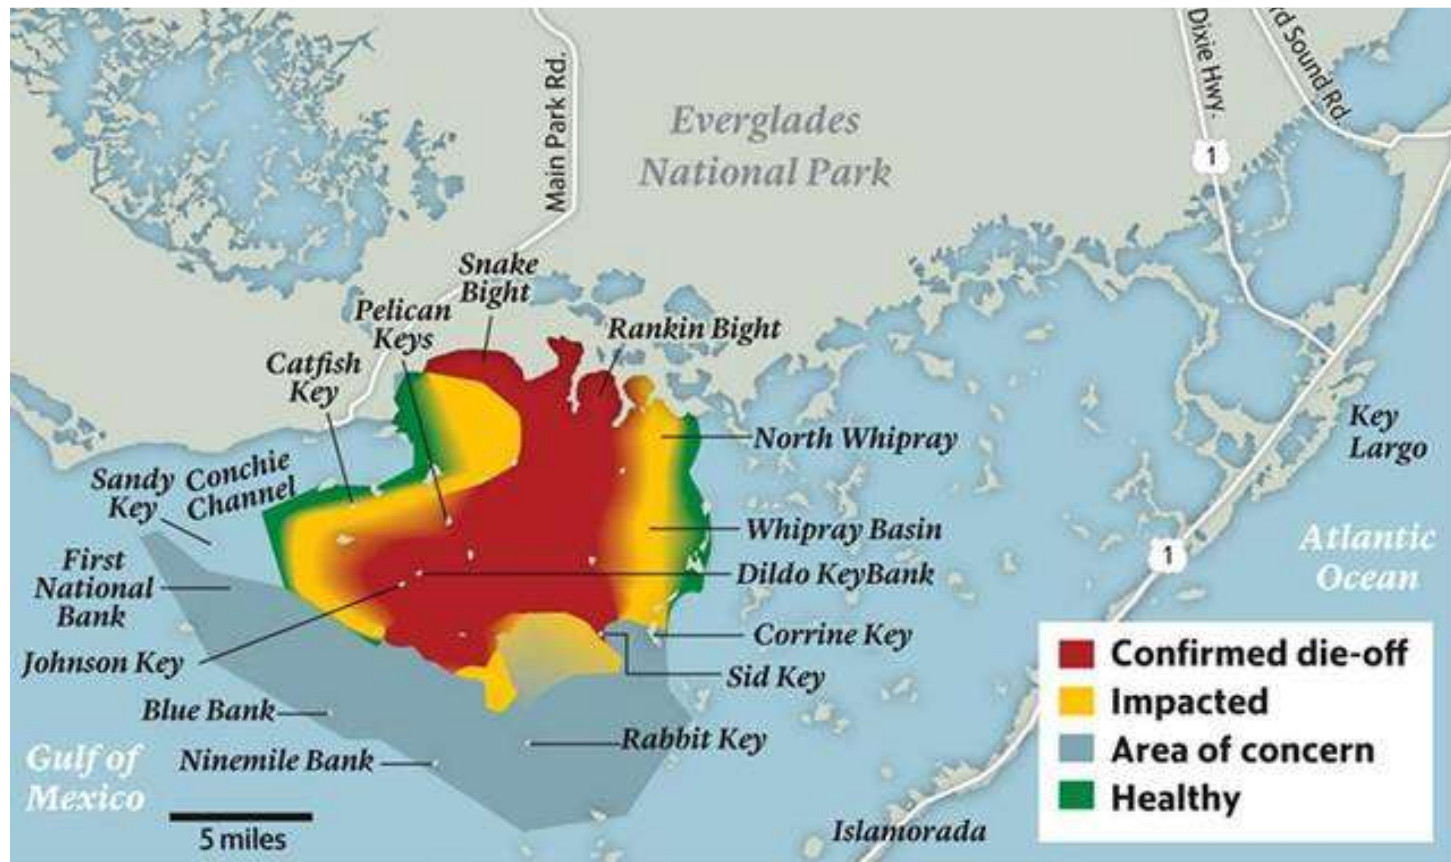 Main Park Rd.
Dixie Hwy.
rd Sound Rd.
Everglades
National Park
1
Snake
Bight
Pelican
Keys
Rankin Bight
Catfish
Key
North Whipray
Key
Largo
Sandy
Key
Conchie
Channel
Whipray Basin
1
Atlantic
Ocean
First
National
Bank
Dildo KeyBank
Corrine Key
Johnson Key
Sid Key
Blue Bank
Rabbit Key
Ninemile Bank
Gulf of
Mexico
5 miles
Islamorada
Confirmed die-off
Impacted
Area of concern
Healthy